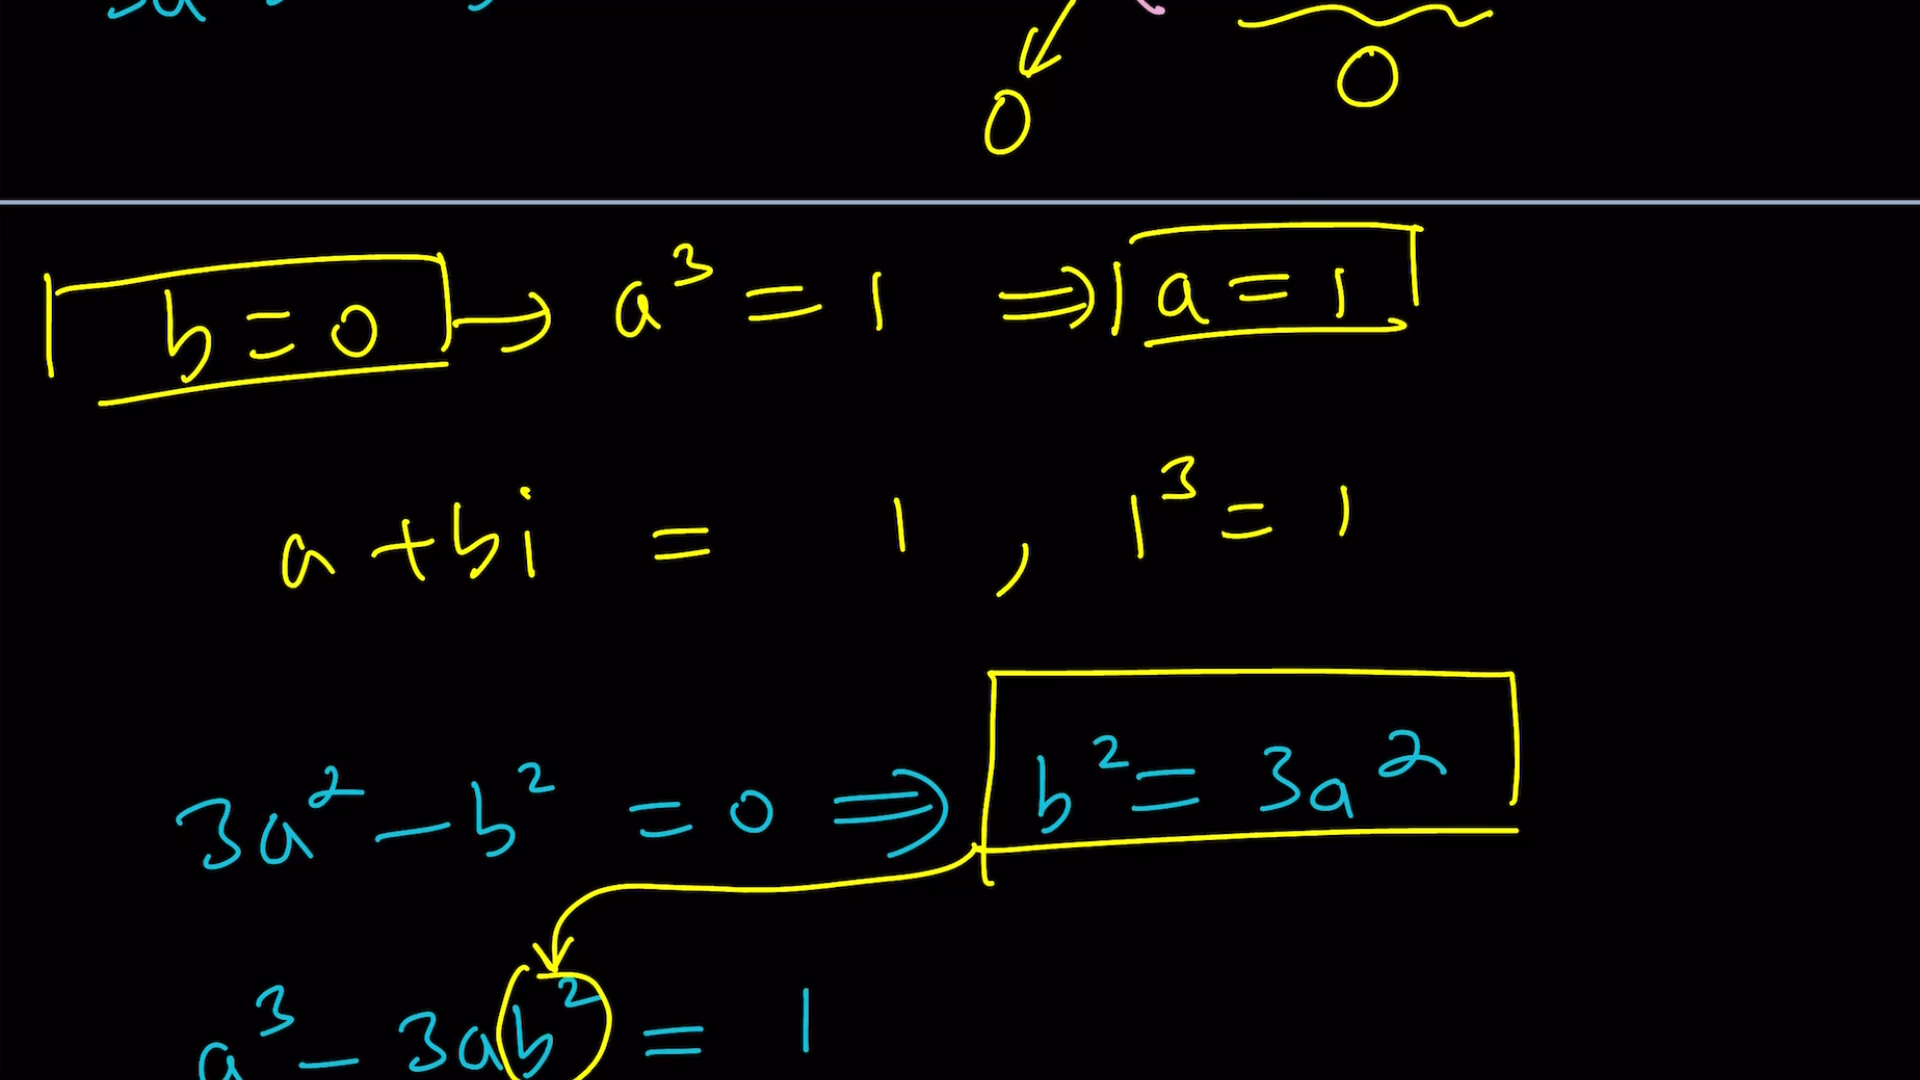 0 0
b = 0 → a³ = 1 ⇒ a = 1
a + bi = 1 , 1³ = 1
3a² - b² = 0 ⇒ b² = 3a²
a³ - 3ab² = 1